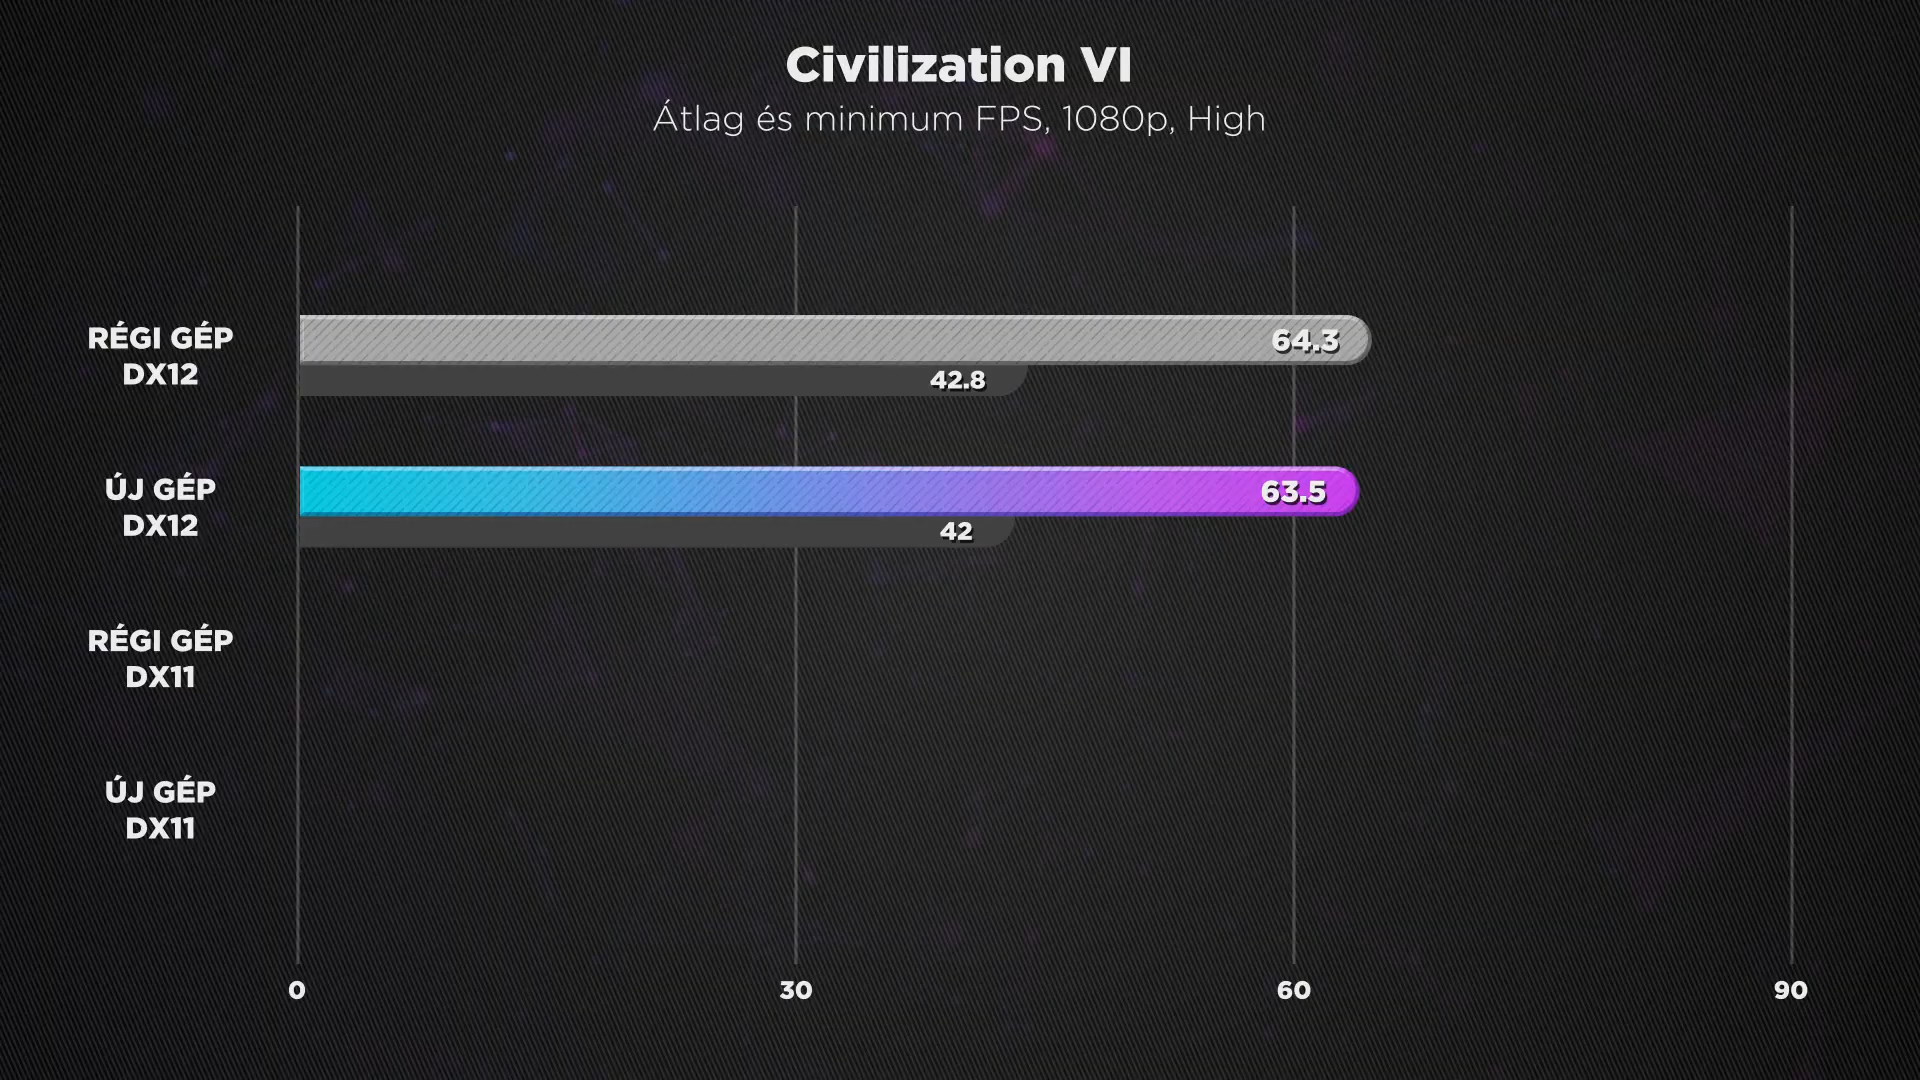 Civilization VI
Átlag és minimum FPS, 1080p, High
RÉGI GÉP
DX12
64.3
42.8
ÚJ GÉP
DX12
63.5
42
RÉGI GÉP
DX11
ÚJ GÉP
DX11
0 30 60 90